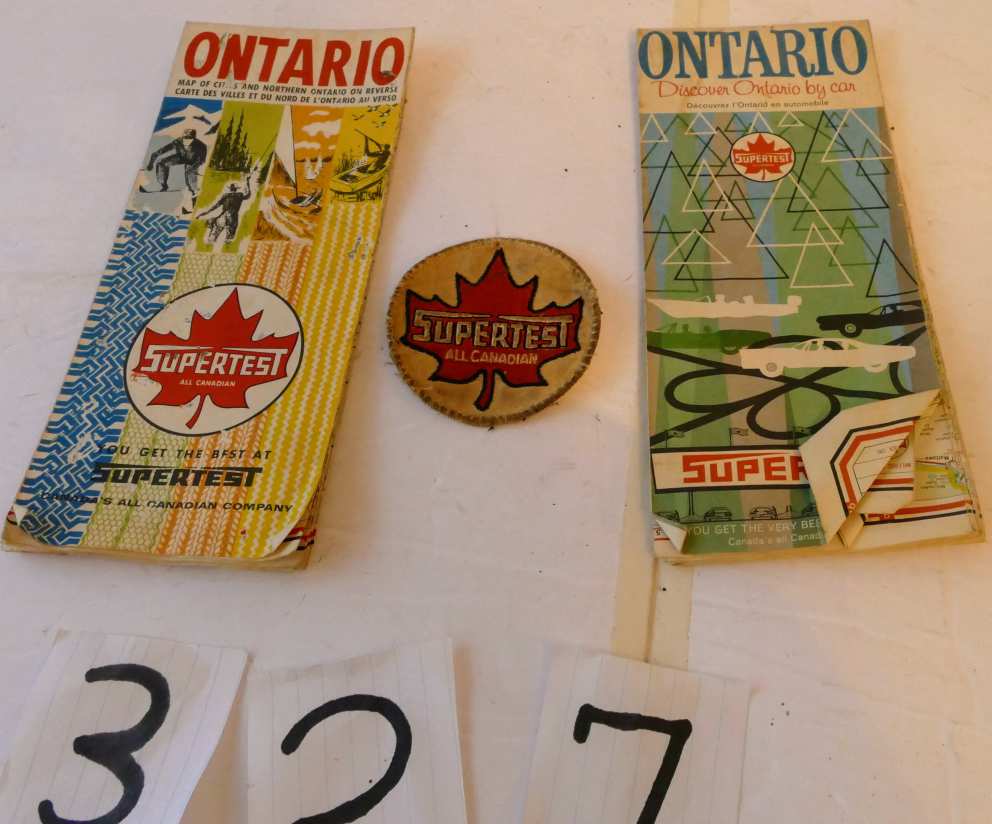 ONTARIO
MAP OF AND NORTHERN ONTARIO ON REVERSE
CARTE DES VILLES ET DU NORD DE L'ONTARIO AU VERSO
SUPERTEST
ALL CANADIAN
YOU GET THE BEST AT
SUPERTEST
CANADA'S ALL CANADIAN COMPANY
SUPERTEST
ALL CANADIAN
ONTARIO
Discover Ontario by car
Découvrez l'Ontario en automobile
SUPERTEST
SUPER
YOU GET THE VERY BE
Canada's all Canad
3 2 7